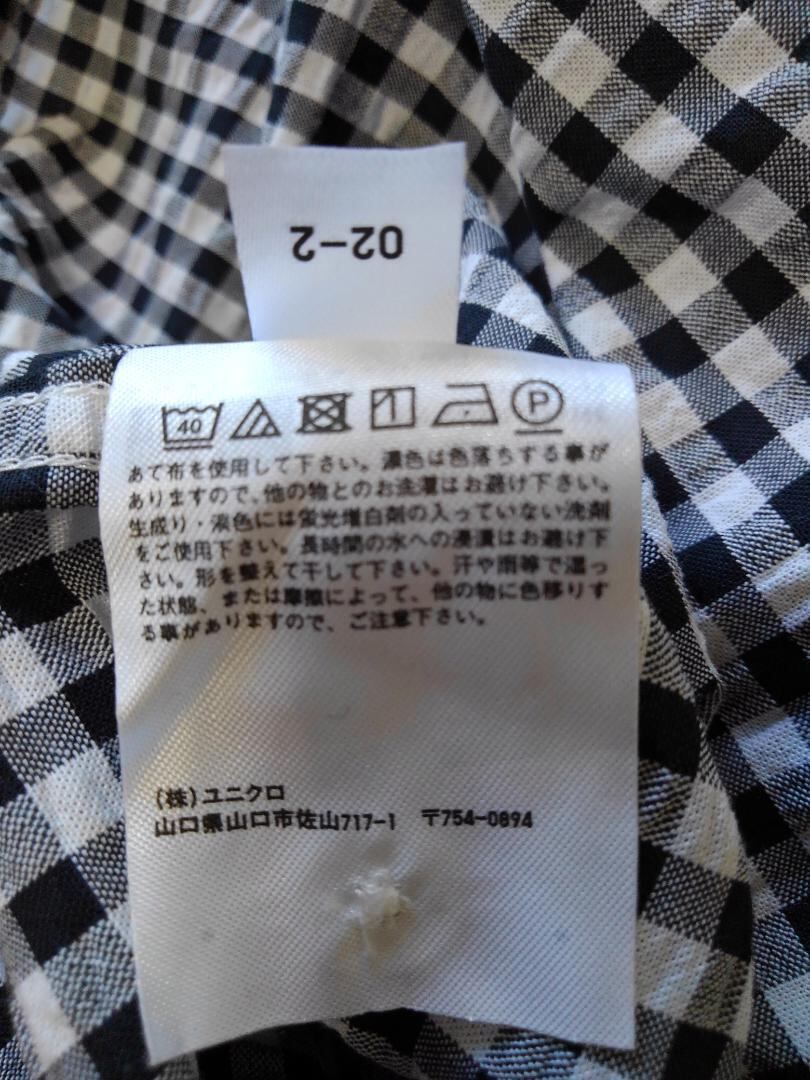 02-2
40
P
あて布を使用して下さい。濃色は色落ちする事が
ありますので、他の物とのお洗濯はお避け下さい。
生成り・淡色には蛍光増白剤の入っていない洗剤
をご使用下さい。長時間の水への浸漬はお避け下
さい。形を整えて干して下さい。汗や雨等で湿っ
た状態、または摩擦によって、他の物に色移りす
る事がありますので、ご注意下さい。
(株)ユニクロ
山口県山口市佐山717-1 〒754-0894